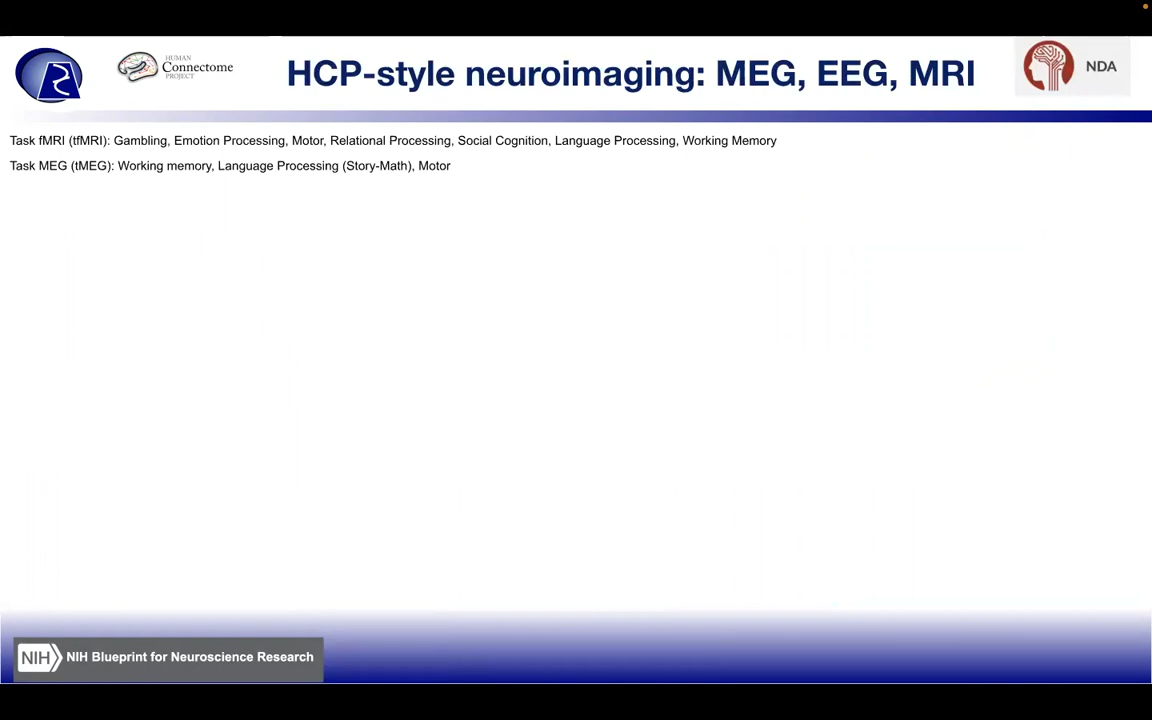 HUMAN
Connectome
PROJECT
HCP-style neuroimaging: MEG, EEG, MRI
NDA
Task fMRI (tfMRI): Gambling, Emotion Processing, Motor, Relational Processing, Social Cognition, Language Processing, Working Memory
Task MEG (tMEG): Working memory, Language Processing (Story-Math), Motor
NIH NIH Blueprint for Neuroscience Research